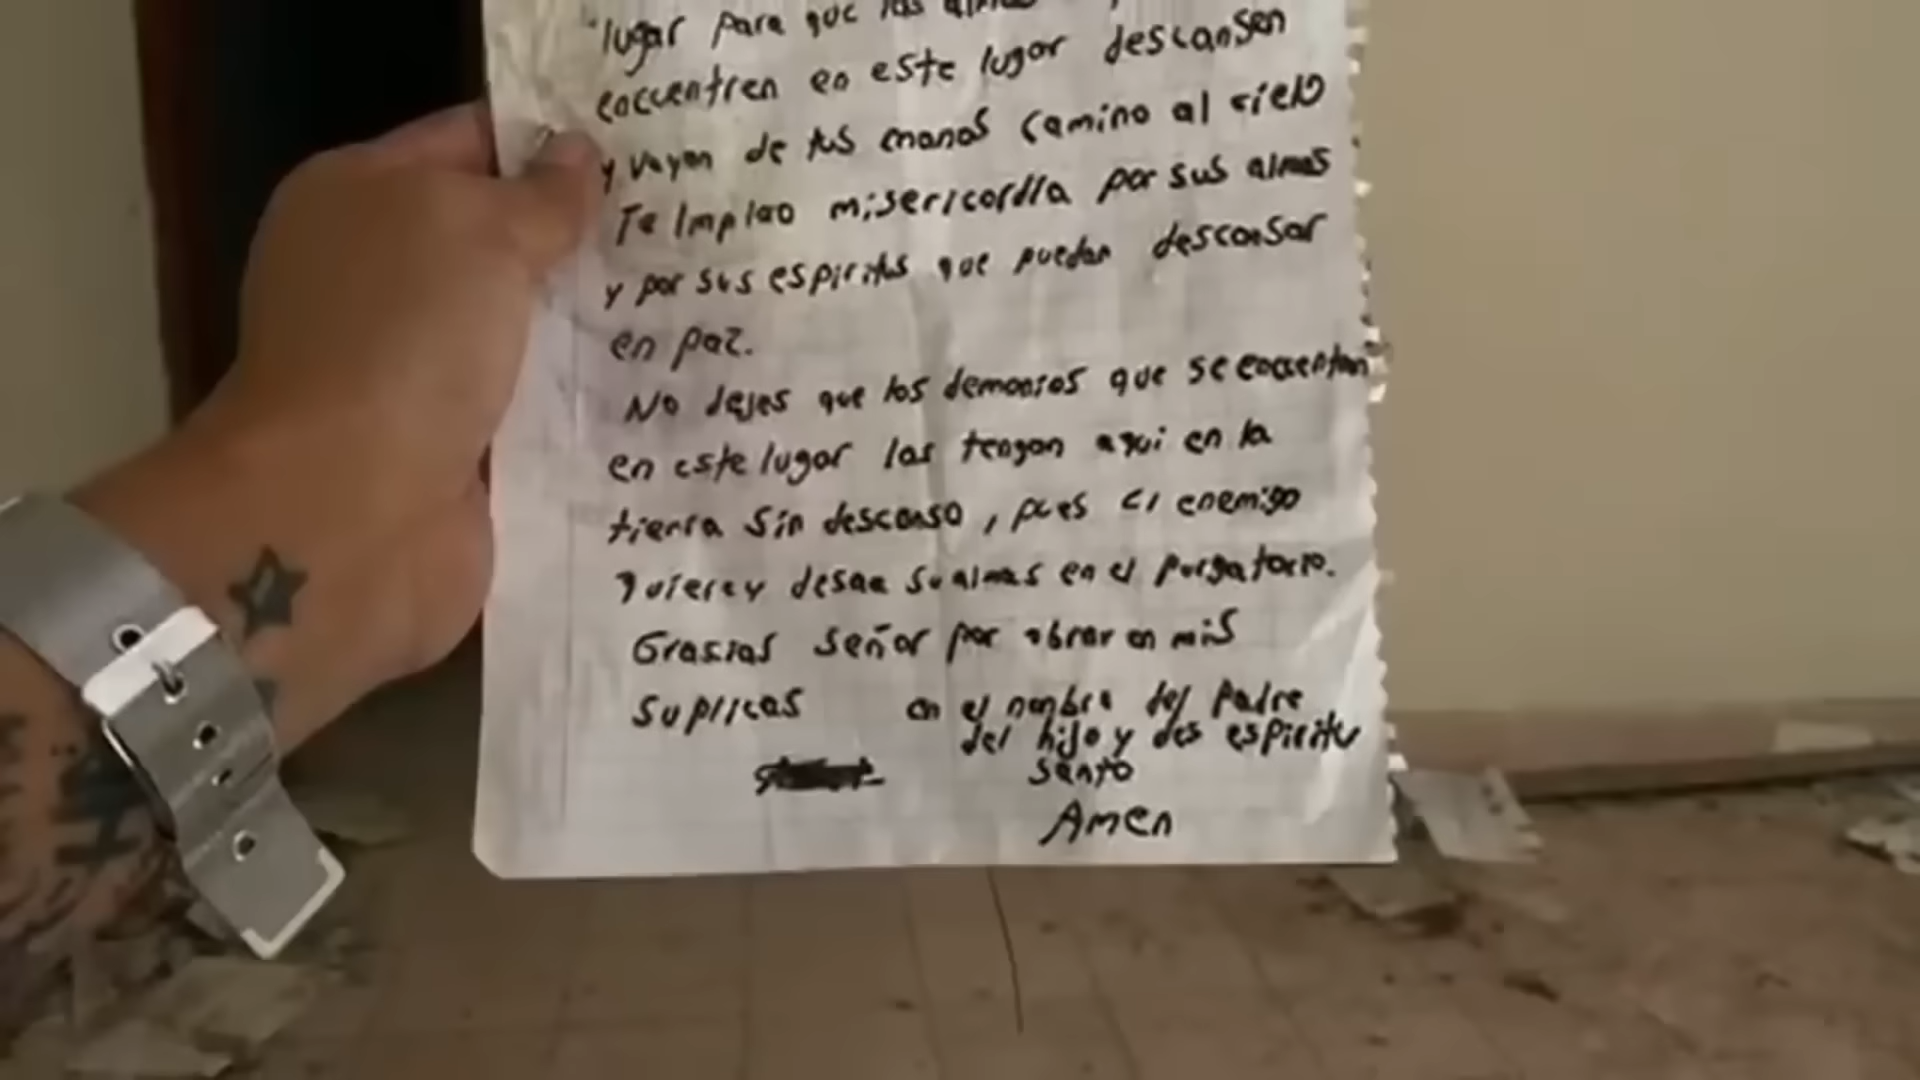 lugar para que las almas
encuentren en este lugar descansen
y vayan de tus manos camino al cielo
Te Imploro misericordia por sus almas
y por sus espiritus que puedan descansar
en paz.
No dejes que los demonios que se encuentran
en este lugar las tengan aqui en la
tierra sin descanso, pues el enemigo
quiere y desea su almas en el purgatorio.
Grasias señor por obrar en mis
suplicas en el nombre del Padre
del hijo y des espiritu
santo
Amen